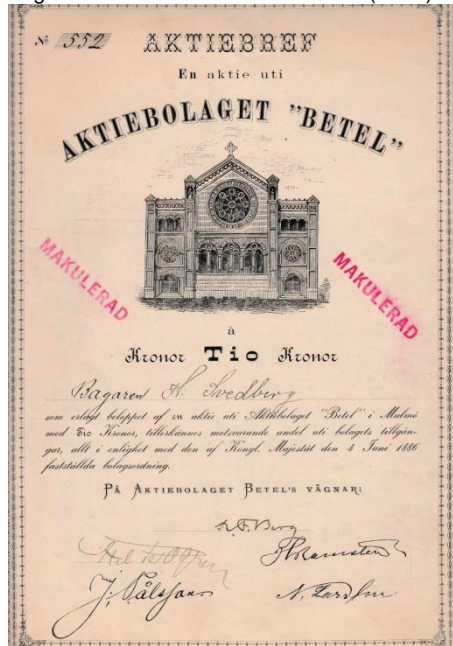 № 552
AKTIEBREF
En aktie uti
AKTIEBOLAGET "BETEL"
MAKULERAD
MAKULERAD
à
Kronor Tio Kronor
Bagaren H. Svedberg
som erlagt beloppet af en aktie uti Aktiebolaget "Betel" i Malmö
med Tio Kronor, tillerkännes motsvarande andel uti bolagets tillgån-
gar, allt i enlighet med den af Kongl. Majestät den 4 Juni 1886
fastställda bolagsordning.
PÅ AKTIEBOLAGET BETEL'S VÄGNAR:
Berg
J. Pålsson